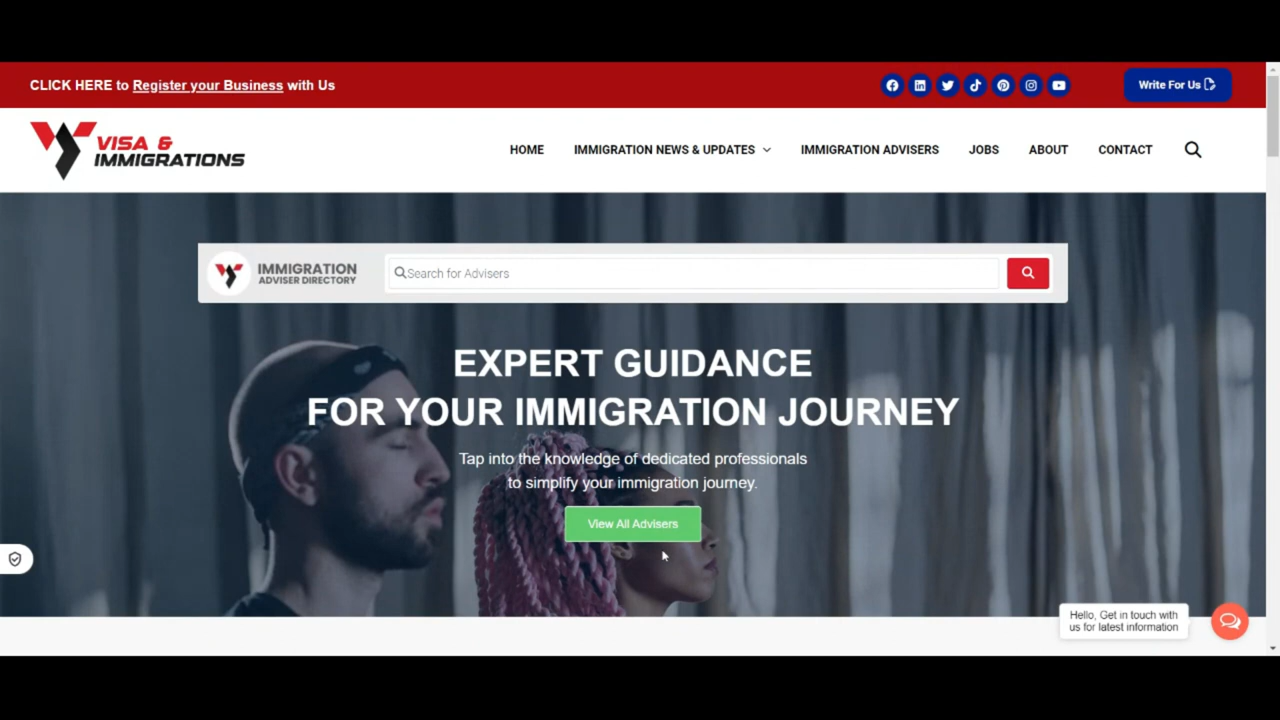 CLICK HERE to Register your Business with Us
Write For Us
VISA &
IMMIGRATIONS
HOME
IMMIGRATION NEWS & UPDATES
IMMIGRATION ADVISERS
JOBS
ABOUT
CONTACT
IMMIGRATION
ADVISER DIRECTORY
Search for Advisers
EXPERT GUIDANCE
FOR YOUR IMMIGRATION JOURNEY
Tap into the knowledge of dedicated professionals
to simplify your immigration journey.
View All Advisers
Hello, Get in touch with
us for latest information